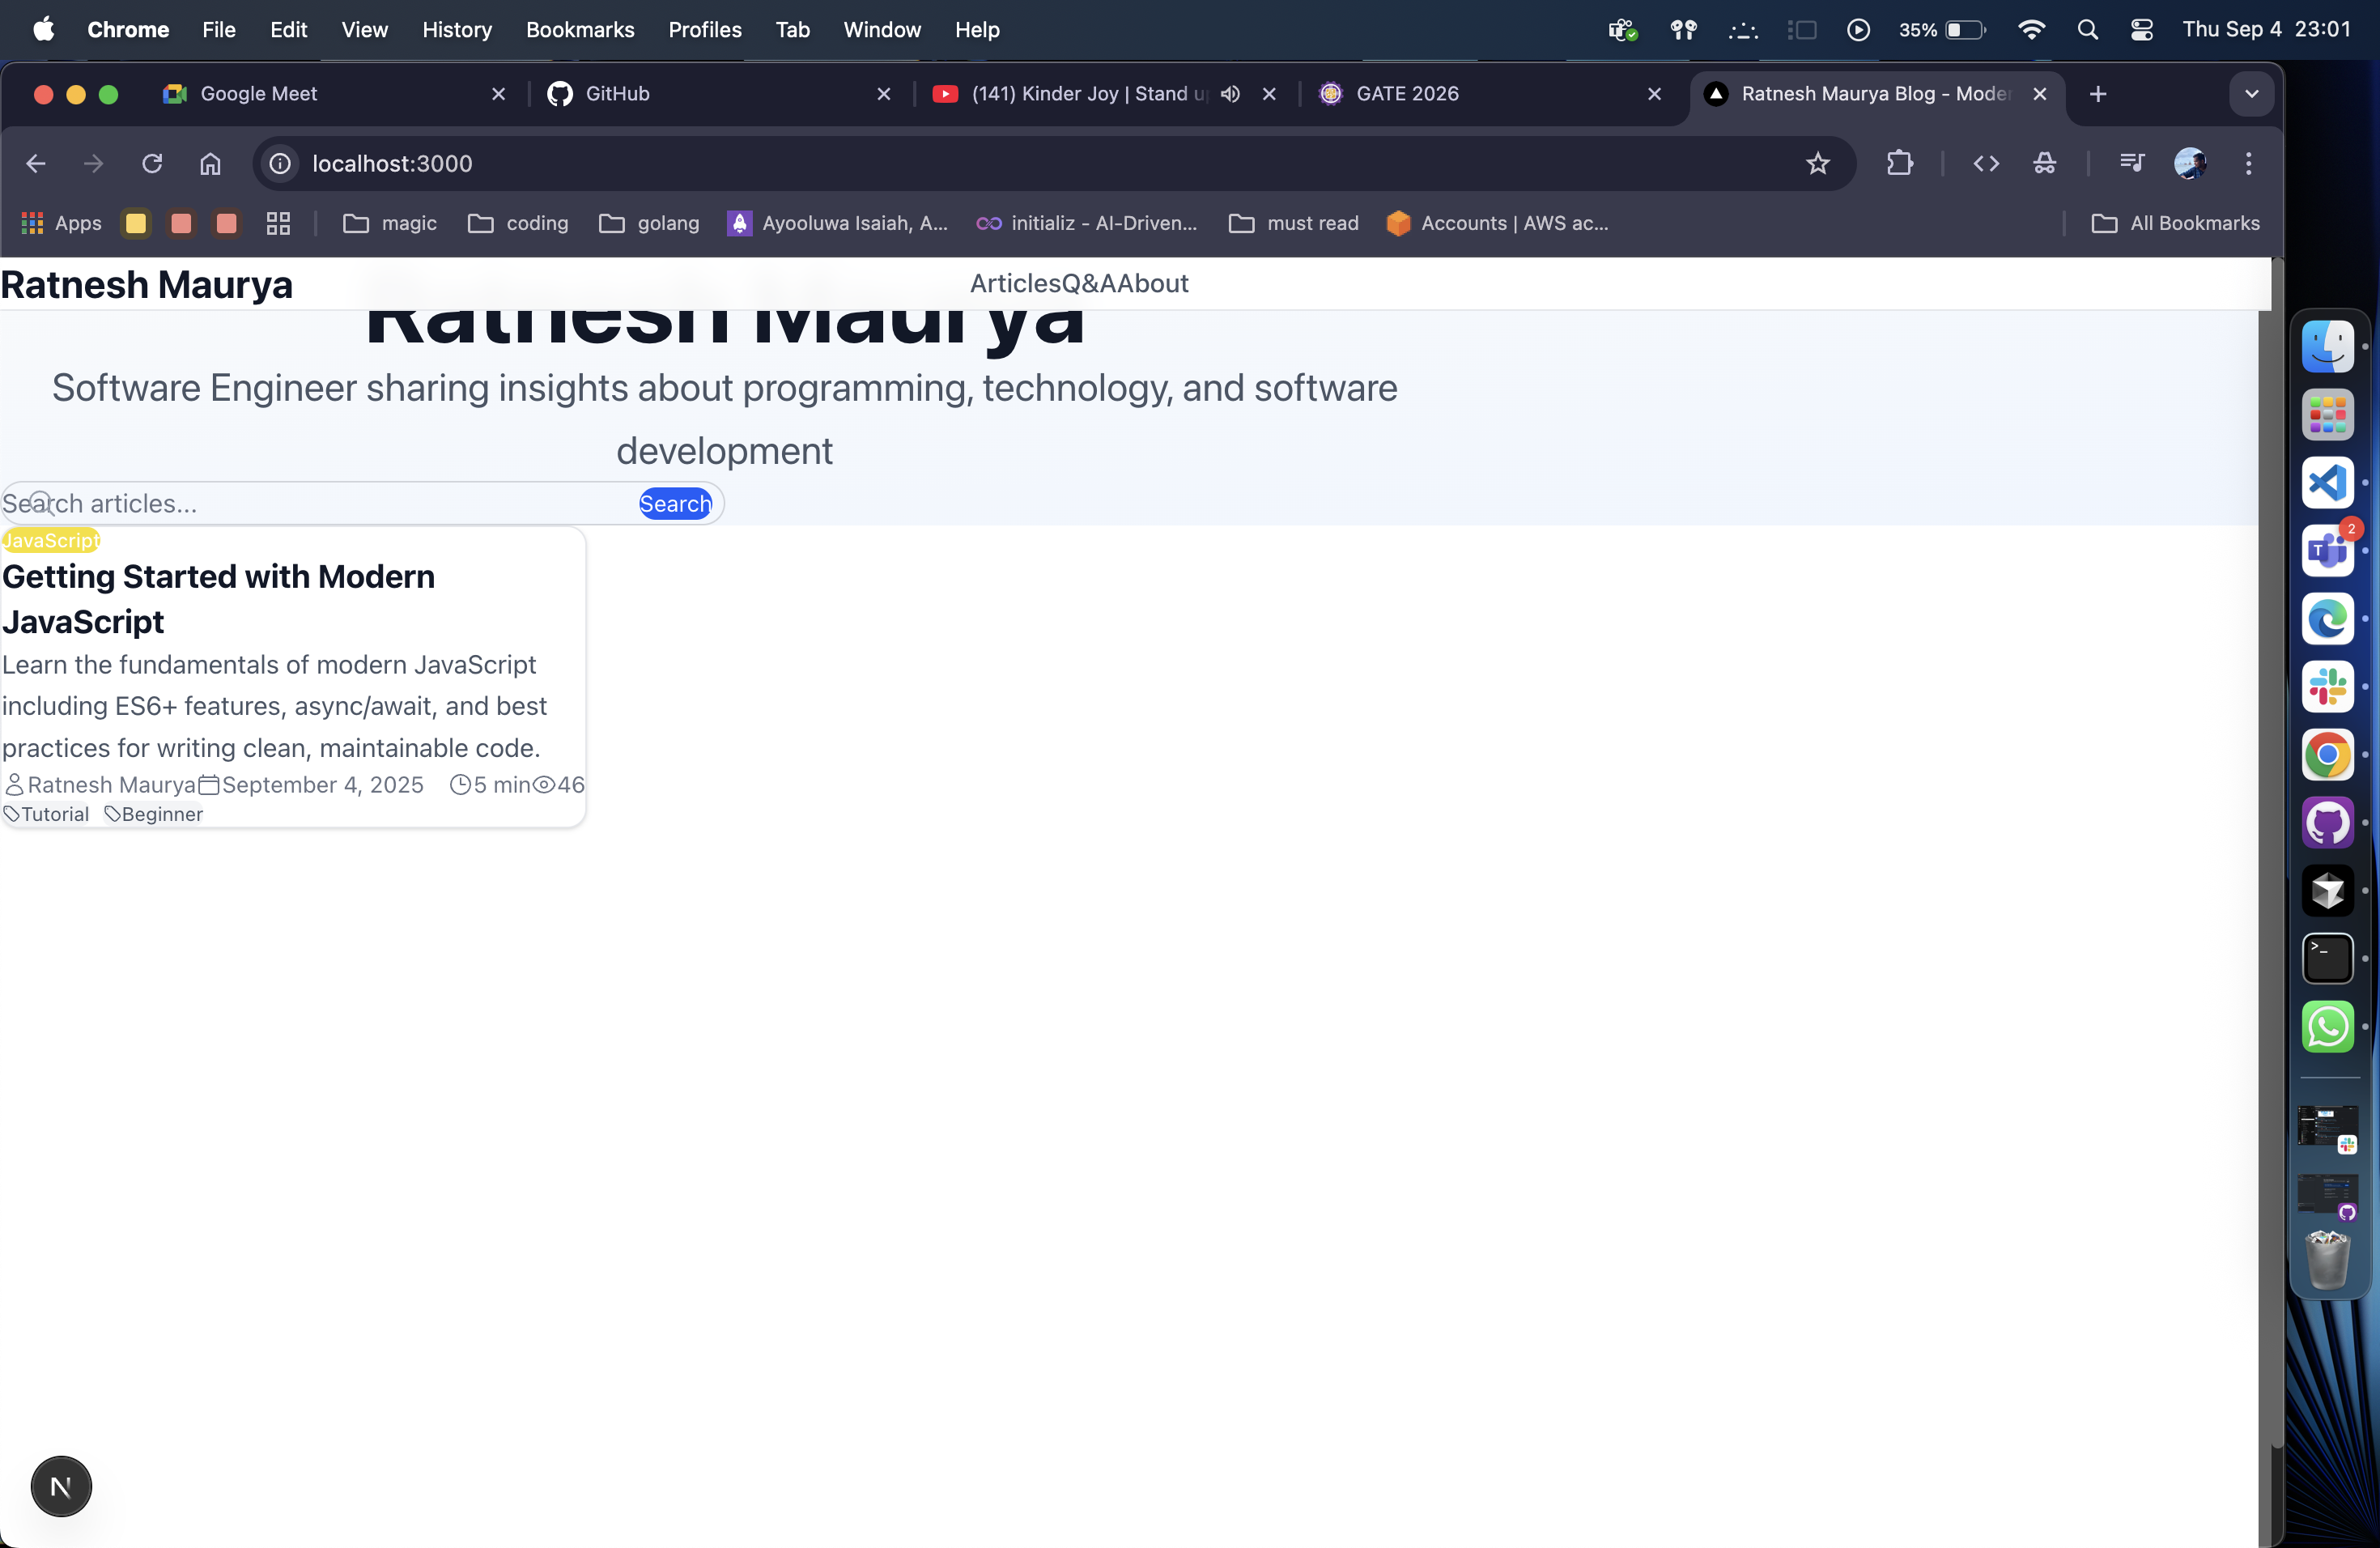 Chrome File Edit View History Bookmarks Profiles Tab Window Help 35% Thu Sep 4 23:01
Google Meet GitHub (141) Kinder Joy | Stand u GATE 2026 Ratnesh Maurya Blog - Moder
localhost:3000
Apps magic coding golang Ayooluwa Isaiah, A... initializ - AI-Driven... must read Accounts | AWS ac... All Bookmarks
Ratnesh Maurya ArticlesQ&AAbout
Ratnesh Maurya
Software Engineer sharing insights about programming, technology, and software
development
Search articles... Search
JavaScript
Getting Started with Modern
JavaScript
Learn the fundamentals of modern JavaScript
including ES6+ features, async/await, and best
practices for writing clean, maintainable code.
Ratnesh Maurya September 4, 2025 5 min 46
Tutorial Beginner
N
2
T
>_